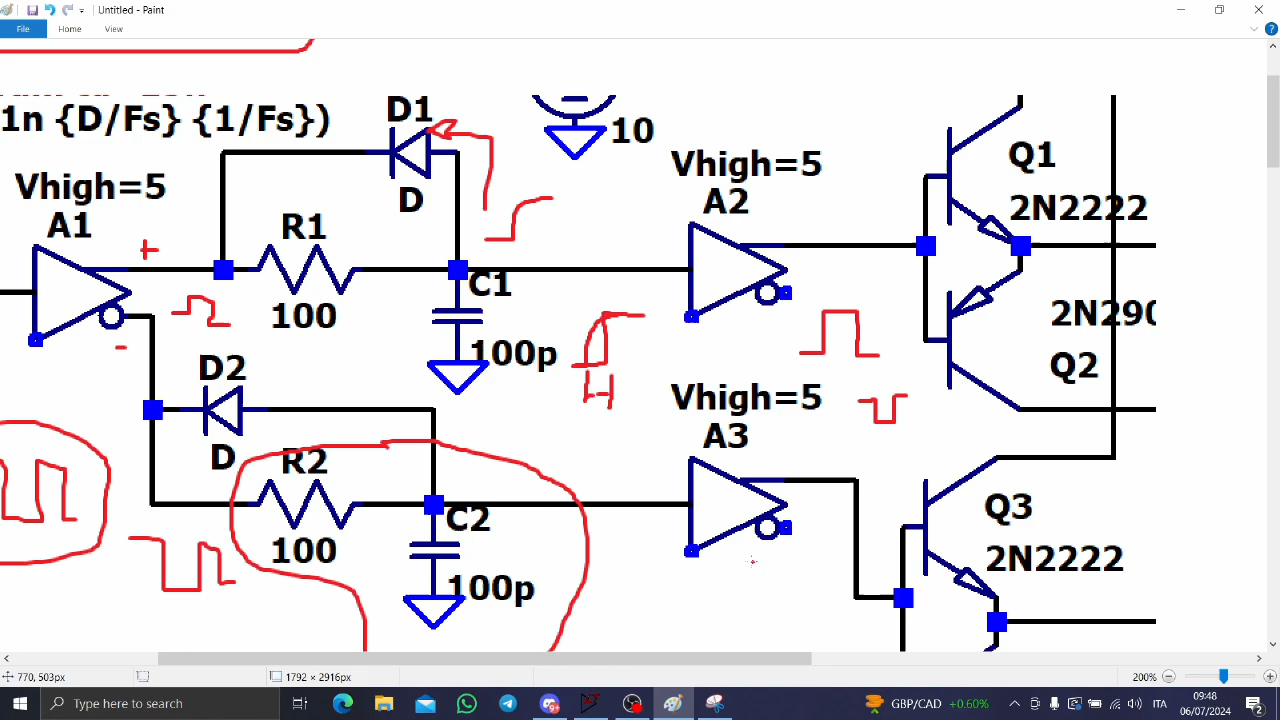 Untitled - Paint
File
Home
View
1n {D/Fs} {1/Fs})
D1
10
Vhigh=5
A1
D
R1
100
C1
100p
Vhigh=5
A2
Q1
2N2222
2N290
Q2
D2
D
R2
100
C2
100p
Vhigh=5
A3
Q3
2N2222
+
-
770, 503px
1792 × 2916px
200%
Type here to search
GBP/CAD +0.60%
ITA
09:48
06/07/2024
2